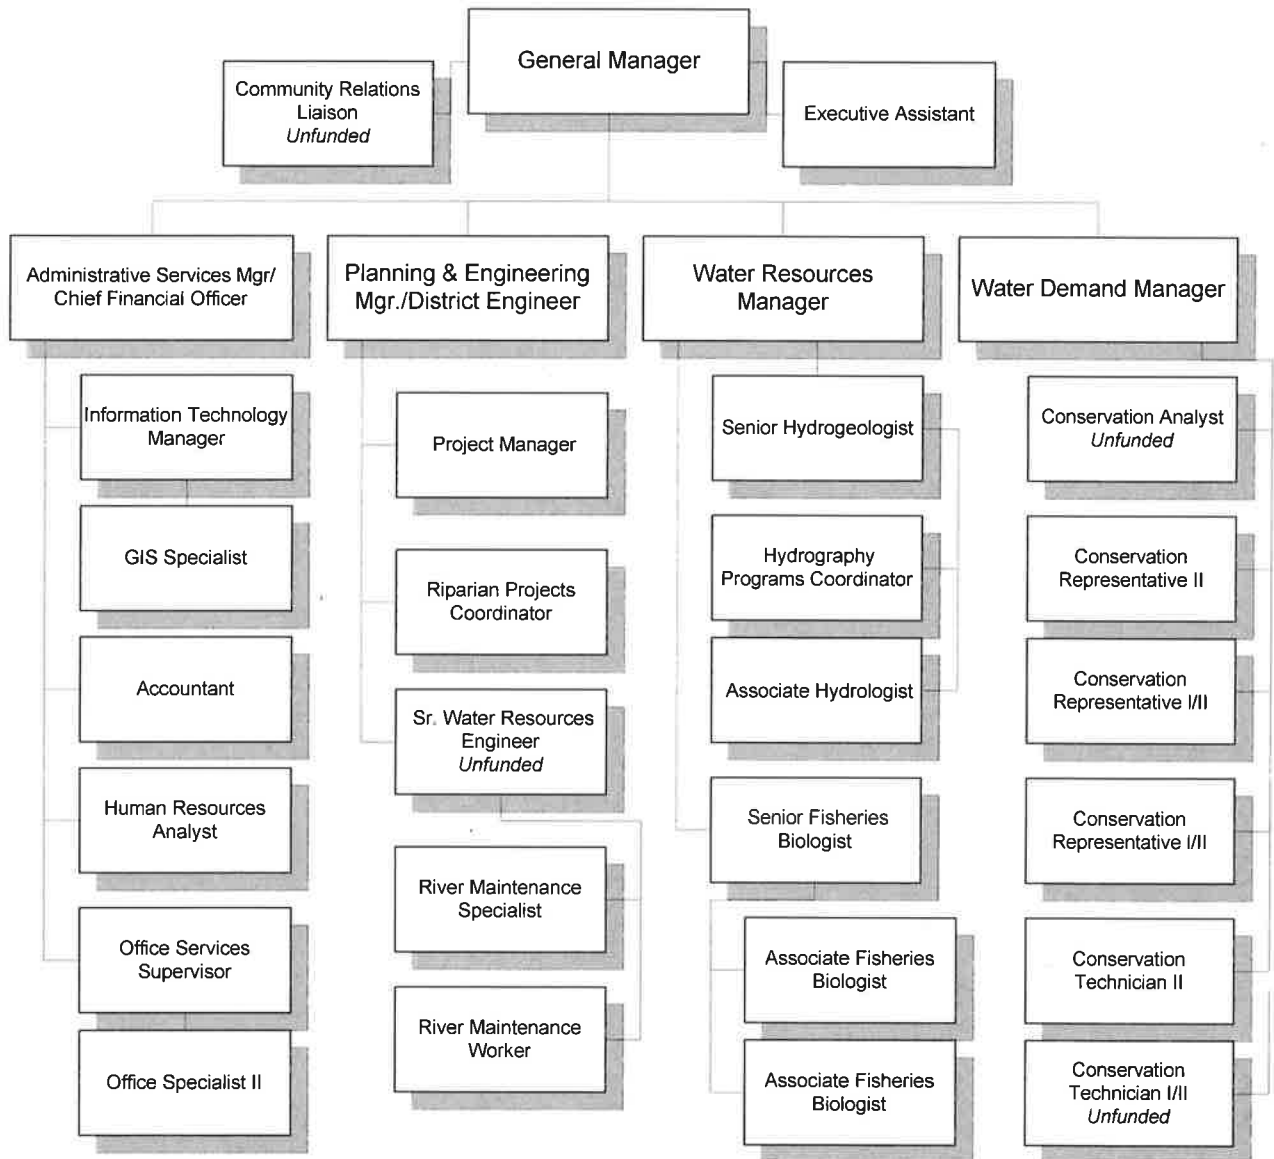 General Manager
Community Relations
Liaison
Unfunded
Executive Assistant
Administrative Services Mgr/
Chief Financial Officer
Planning & Engineering
Mgr./District Engineer
Water Resources
Manager
Water Demand Manager
Information Technology
Manager
GIS Specialist
Accountant
Human Resources
Analyst
Office Services
Supervisor
Office Specialist II
Project Manager
Riparian Projects
Coordinator
Sr. Water Resources
Engineer
Unfunded
River Maintenance
Specialist
River Maintenance
Worker
Senior Hydrogeologist
Hydrography
Programs Coordinator
Associate Hydrologist
Senior Fisheries
Biologist
Associate Fisheries
Biologist
Associate Fisheries
Biologist
Conservation Analyst
Unfunded
Conservation
Representative II
Conservation
Representative I/II
Conservation
Representative I/II
Conservation
Technician II
Conservation
Technician I/II
Unfunded